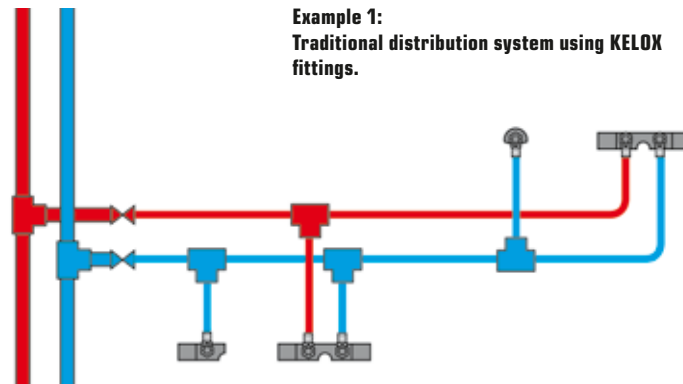 Example 1:
Traditional distribution system using KELOX
fittings.